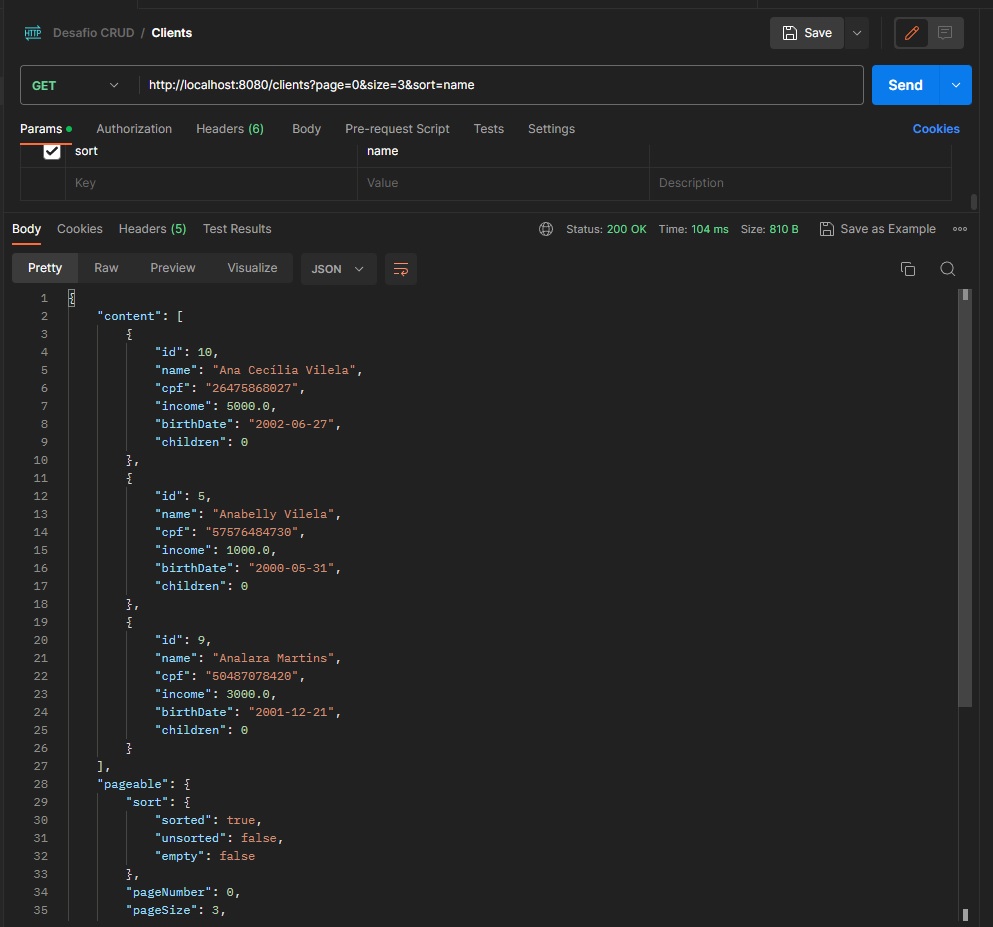 HTTP Desafio CRUD / Clients Save
GET http://localhost:8080/clients?page=0&size=3&sort=name Send
Params Authorization Headers (6) Body Pre-request Script Tests Settings Cookies
sort name
Key Value Description
Body Cookies Headers (5) Test Results Status: 200 OK Time: 104 ms Size: 810 B Save as Example
Pretty Raw Preview Visualize JSON
1 {
2 "content": [
3 {
4 "id": 10,
5 "name": "Ana Cecilia Vilela",
6 "cpf": "26475868027",
7 "income": 5000.0,
8 "birthDate": "2002-06-27",
9 "children": 0
10 },
11 {
12 "id": 5,
13 "name": "Anabelly Vilela",
14 "cpf": "57576484730",
15 "income": 1000.0,
16 "birthDate": "2000-05-31",
17 "children": 0
18 },
19 {
20 "id": 9,
21 "name": "Analara Martins",
22 "cpf": "50487078420",
23 "income": 3000.0,
24 "birthDate": "2001-12-21",
25 "children": 0
26 }
27 ],
28 "pageable": {
29 "sort": {
30 "sorted": true,
31 "unsorted": false,
32 "empty": false
33 },
34 "pageNumber": 0,
35 "pageSize": 3,